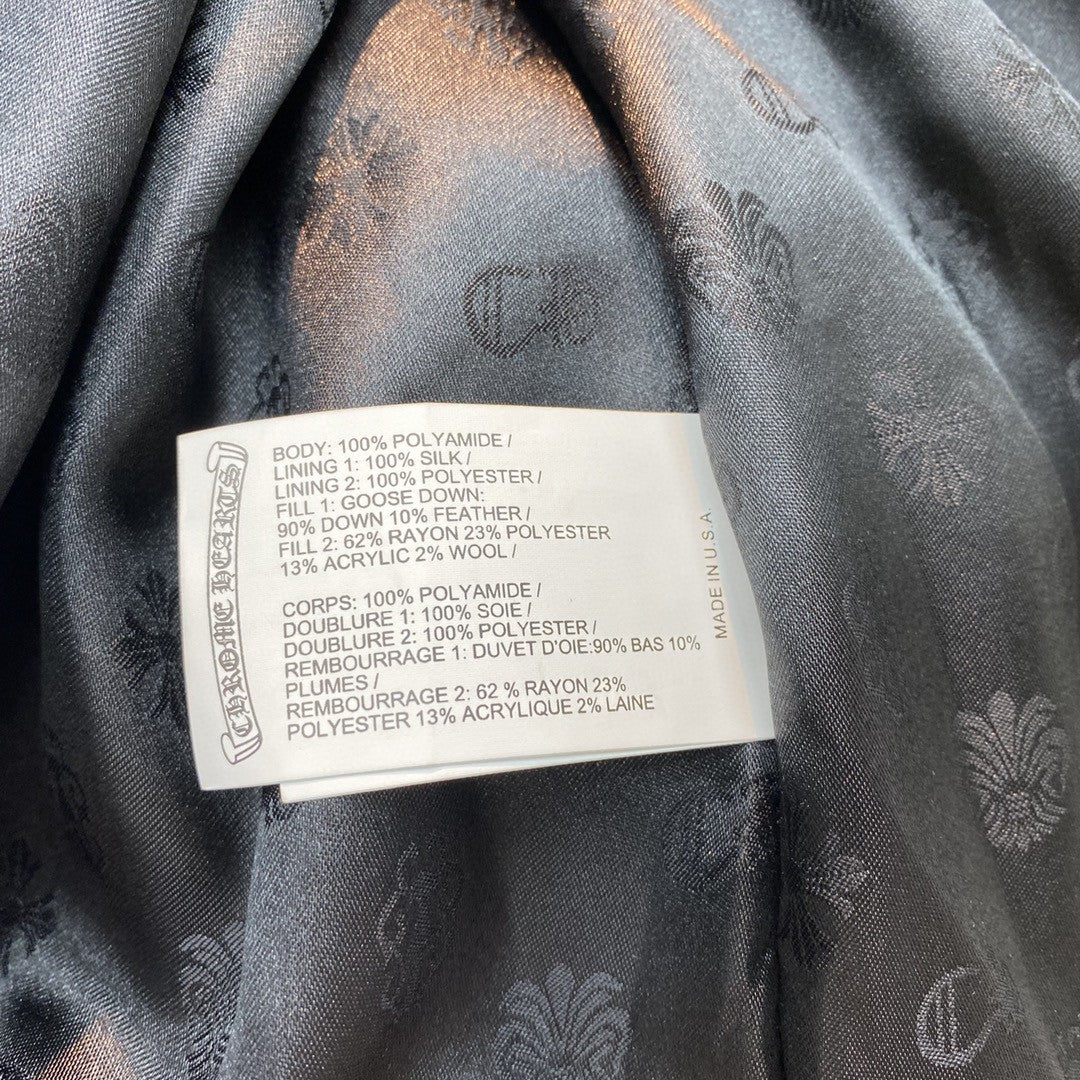 CHROME HEARTS
BODY: 100% POLYAMIDE /
LINING 1: 100% SILK /
LINING 2: 100% POLYESTER /
FILL 1: GOOSE DOWN:
90% DOWN 10% FEATHER /
FILL 2: 62% RAYON 23% POLYESTER
13% ACRYLIC 2% WOOL /
CORPS: 100% POLYAMIDE /
DOUBLURE 1: 100% SOIE /
DOUBLURE 2: 100% POLYESTER /
REMBOURRAGE 1: DUVET D'OIE:90% BAS 10%
PLUMES /
REMBOURRAGE 2: 62 % RAYON 23%
POLYESTER 13% ACRYLIQUE 2% LAINE
MADE IN U.S.A.